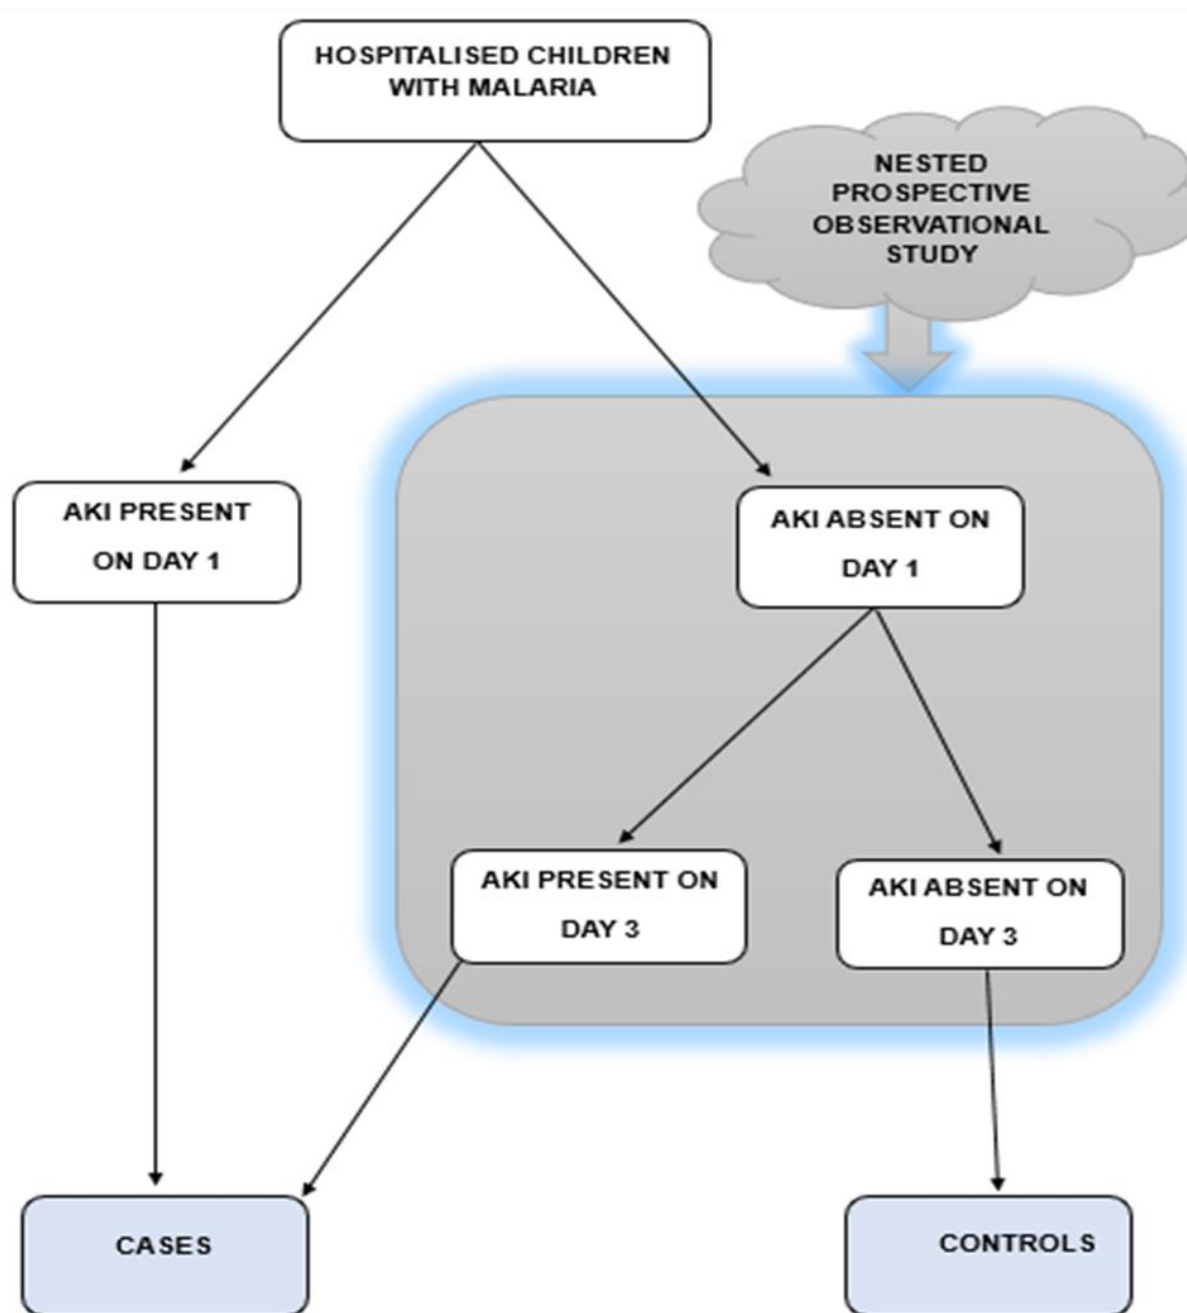 HOSPITALISED CHILDREN
WITH MALARIA
NESTED
PROSPECTIVE
OBSERVATIONAL
STUDY
AKI PRESENT
ON DAY 1
AKI ABSENT ON
DAY 1
AKI PRESENT ON
DAY 3
AKI ABSENT ON
DAY 3
CASES
CONTROLS